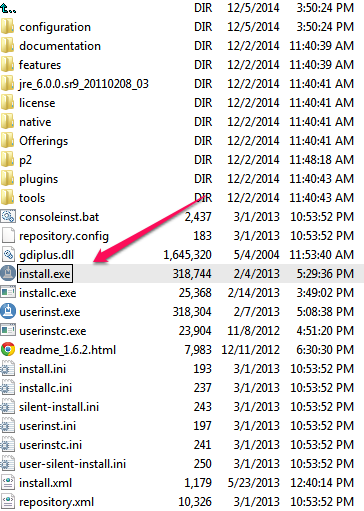 t.. DIR 12/5/2014 3:50:24 PM
configuration DIR 12/5/2014 3:50:24 PM
documentation DIR 12/2/2014 11:40:39 AM
features DIR 12/2/2014 11:40:39 AM
jre_6.0.0.sr9_20110208_03 DIR 12/2/2014 11:40:41 AM
license DIR 12/2/2014 11:40:41 AM
native DIR 12/2/2014 11:40:41 AM
Offerings DIR 12/2/2014 11:40:41 AM
p2 DIR 12/2/2014 11:48:18 AM
plugins DIR 12/2/2014 11:40:43 AM
tools DIR 12/2/2014 11:40:43 AM
consoleinst.bat 2,437 3/1/2013 10:53:52 PM
repository.config 183 3/1/2013 10:53:52 PM
gdiplus.dll 1,645,320 5/4/2004 11:53:40 AM
install.exe 318,744 2/4/2013 5:29:36 PM
installc.exe 25,368 2/14/2013 3:49:02 PM
userinst.exe 318,304 2/7/2013 5:08:38 PM
userinstc.exe 23,904 11/8/2012 4:51:20 PM
readme_1.6.2.html 7,983 12/11/2012 6:30:30 PM
install.ini 193 3/1/2013 10:53:52 PM
installc.ini 237 3/1/2013 10:53:52 PM
silent-install.ini 243 3/1/2013 10:53:52 PM
userinst.ini 197 3/1/2013 10:53:52 PM
userinstc.ini 241 3/1/2013 10:53:52 PM
user-silent-install.ini 250 3/1/2013 10:53:52 PM
install.xml 1,179 5/23/2013 12:40:14 PM
repository.xml 10,326 3/1/2013 10:53:52 PM